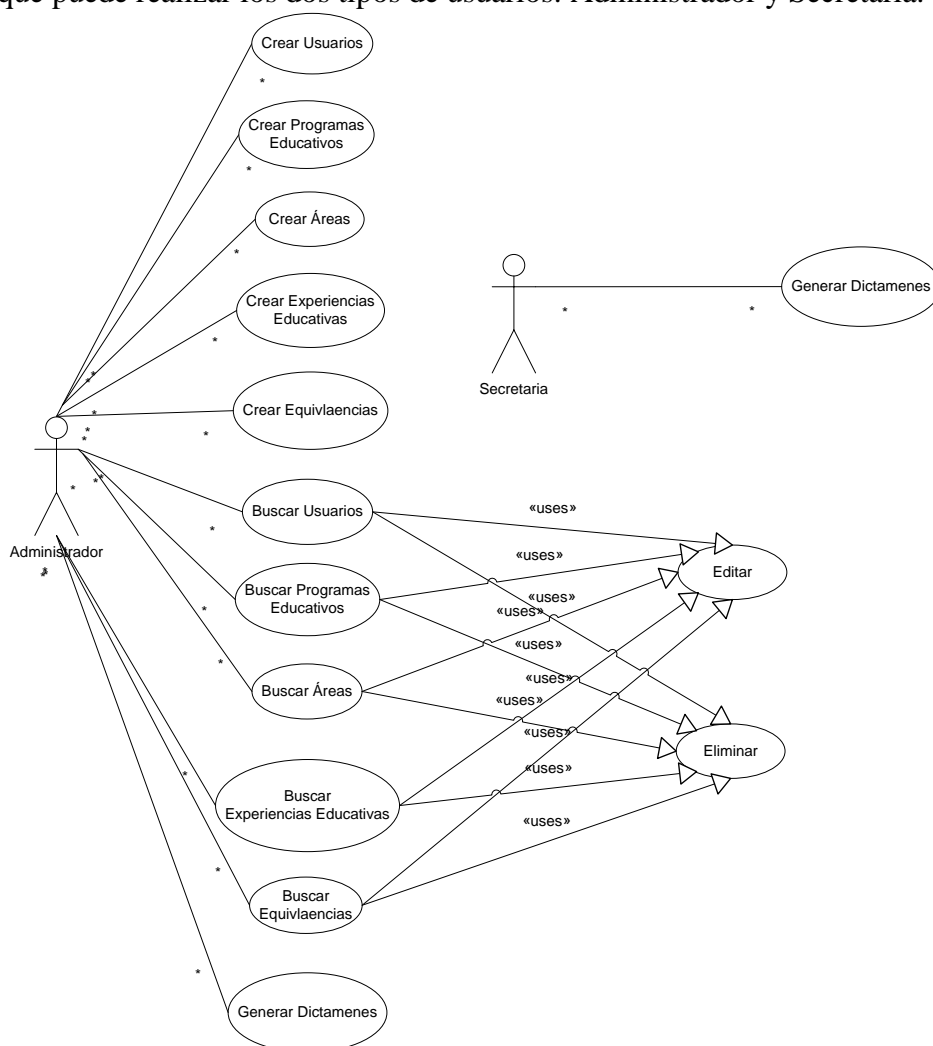 que puede realizar los dos tipos de usuarios: Administrador y Secretaria.
Crear Usuarios
*
Crear Programas
Educativos
*
Crear Áreas
*
Crear Experiencias
Educativas
*
Generar Dictamenes
*
*
Secretaria
*
*
Crear Equivlaencias
*
*
*
*
*
*
*
Administrador
*
*
Buscar Usuarios
*
«uses»
Buscar Programas
Educativos
*
«uses»
«uses»
«uses»
Editar
Buscar Áreas
*
«uses»
«uses»
«uses»
«uses»
Eliminar
Buscar
Experiencias Educativas
*
«uses»
«uses»
Buscar
Equivlaencias
*
Generar Dictamenes
*